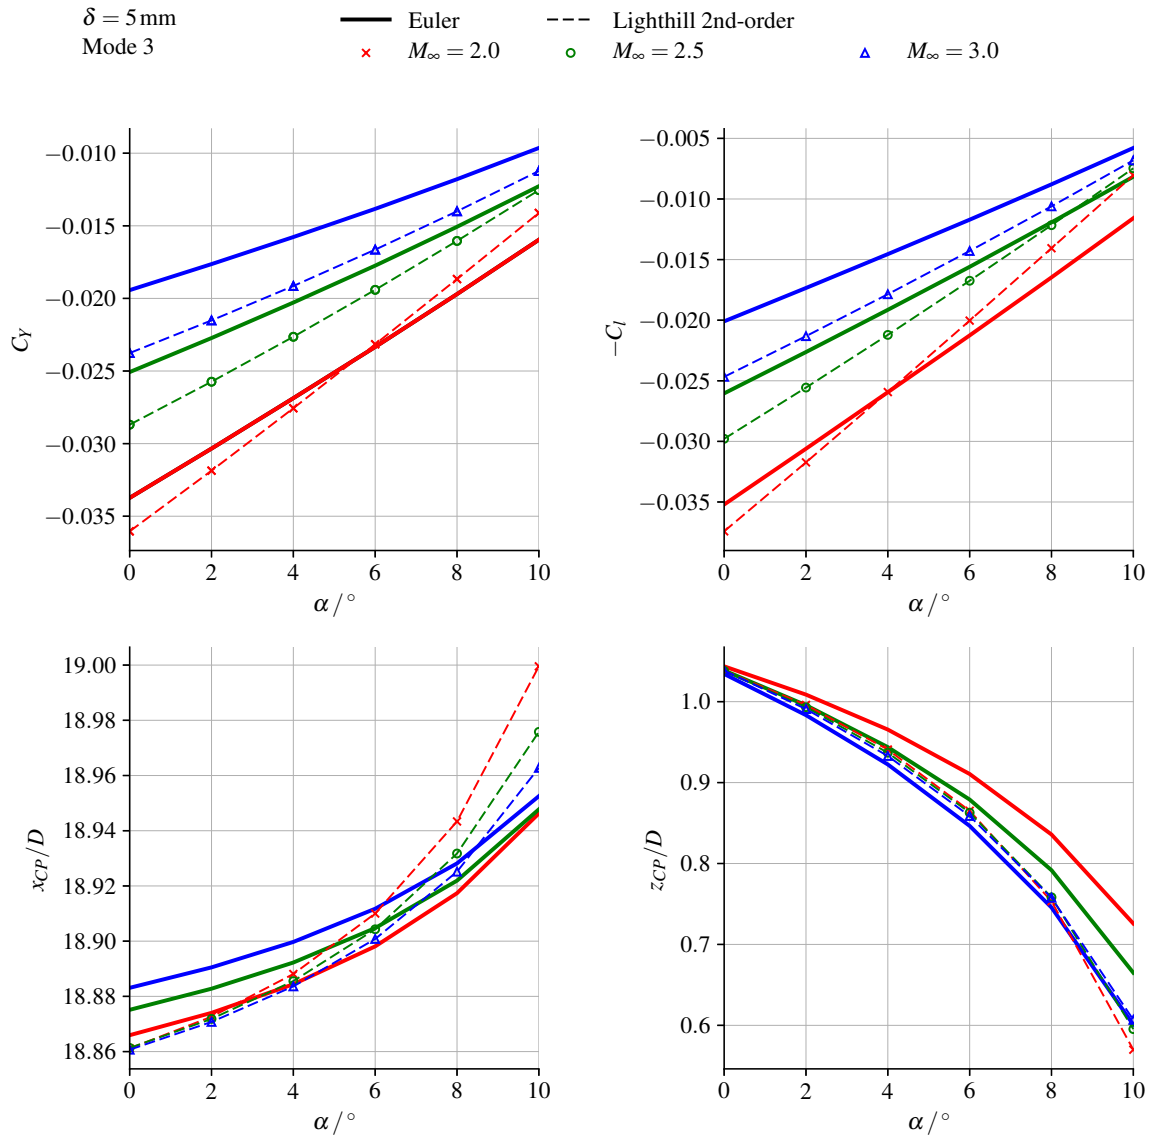 δ = 5mm
Mode 3
Euler
Lighthill 2nd-order
M∞ = 2.0
M∞ = 2.5
M∞ = 3.0
−0.010
−0.015
−0.020
−0.025
−0.030
−0.035
C_Y
0 2 4 6 8 10
α/°
−0.005
−0.010
−0.015
−0.020
−0.025
−0.030
−0.035
−C_l
0 2 4 6 8 10
α/°
19.00
18.98
18.96
18.94
18.92
18.90
18.88
18.86
x_CP/D
0 2 4 6 8 10
α/°
1.0
0.9
0.8
0.7
0.6
z_CP/D
0 2 4 6 8 10
α/°